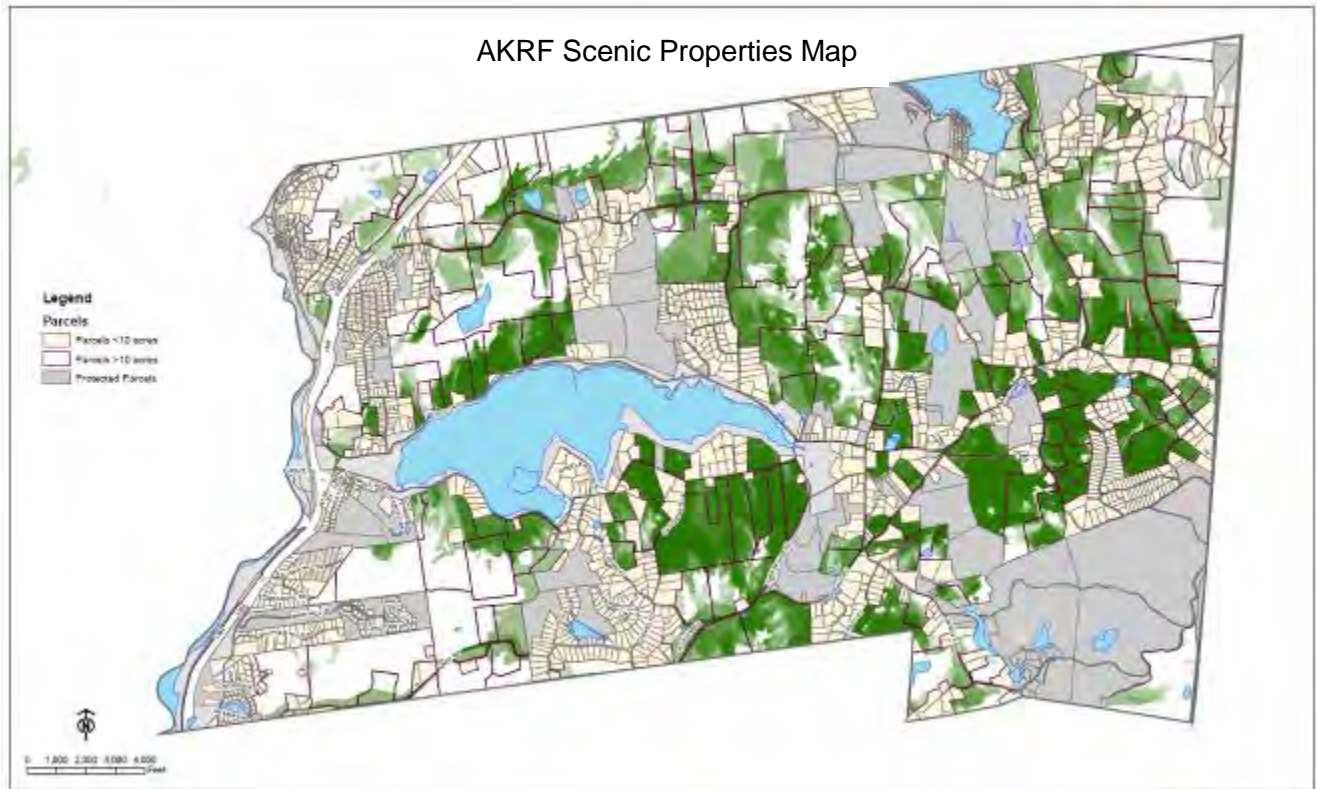 AKRF Scenic Properties Map
Legend
Parcels
Parcels <10 acres
Parcels >10 acres
Protected Parcels
N
0 1,000 2,000 3,000 4,000
Feet